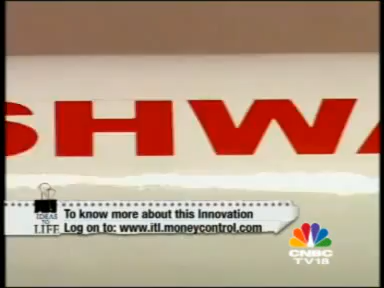 SHWA
IDEAS
TO
LIFE
To know more about this Innovation
Log on to: www.itl.moneycontrol.com
CNBC
TV18